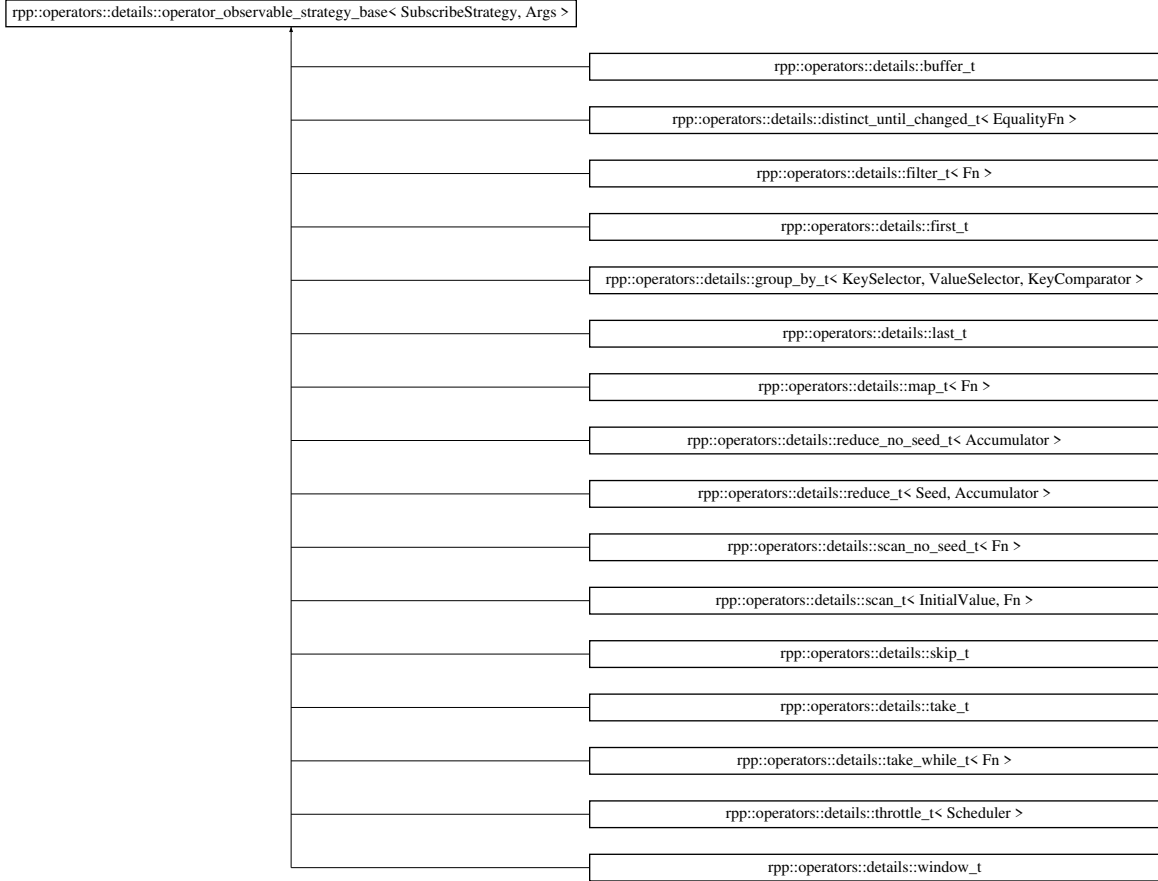 rpp::operators::details::operator_observable_strategy_base< SubscribeStrategy, Args >
rpp::operators::details::buffer_t
rpp::operators::details::distinct_until_changed_t< EqualityFn >
rpp::operators::details::filter_t< Fn >
rpp::operators::details::first_t
rpp::operators::details::group_by_t< KeySelector, ValueSelector, KeyComparator >
rpp::operators::details::last_t
rpp::operators::details::map_t< Fn >
rpp::operators::details::reduce_no_seed_t< Accumulator >
rpp::operators::details::reduce_t< Seed, Accumulator >
rpp::operators::details::scan_no_seed_t< Fn >
rpp::operators::details::scan_t< InitialValue, Fn >
rpp::operators::details::skip_t
rpp::operators::details::take_t
rpp::operators::details::take_while_t< Fn >
rpp::operators::details::throttle_t< Scheduler >
rpp::operators::details::window_t